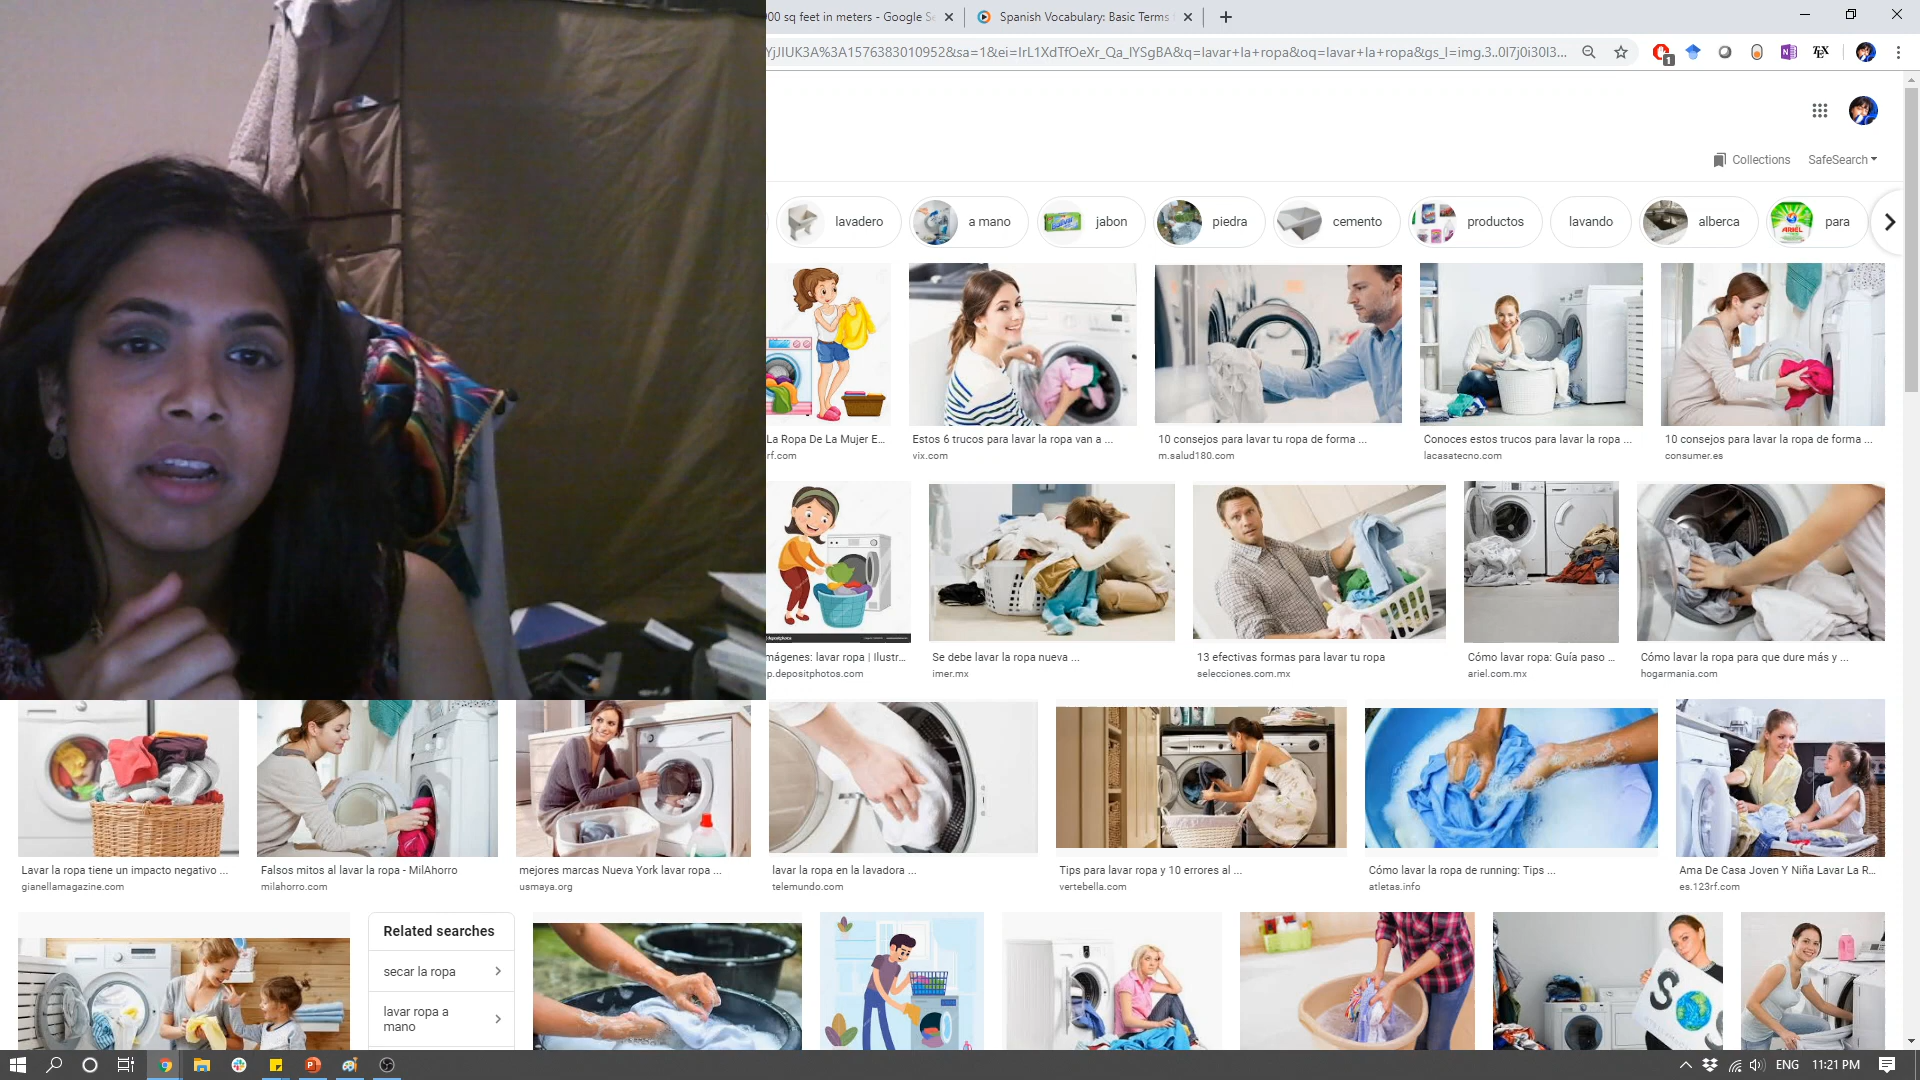 00 sq feet in meters - Google Se
Spanish Vocabulary: Basic Terms
YjJIUK3A%3A1576383010952&sa=1&ei=IrL1XdTfOeXr_Qa_lYSgBA&q=lavar+la+ropa&oq=lavar+la+ropa&gs_l=img.3..0l7j0i30l3...
1
TEX
Collections
SafeSearch
lavadero
a mano
jabon
piedra
cemento
productos
lavando
alberca
ARIEL
para
La Ropa De La Mujer E...
rf.com
Estos 6 trucos para lavar la ropa van a ...
vix.com
10 consejos para lavar tu ropa de forma ...
m.salud180.com
Conoces estos trucos para lavar la ropa ...
lacasatecno.com
10 consejos para lavar la ropa de forma ...
consumer.es
depositphotos
mágenes: lavar ropa | Ilustr...
p.depositphotos.com
Se debe lavar la ropa nueva ...
imer.mx
13 efectivas formas para lavar tu ropa
selecciones.com.mx
Cómo lavar ropa: Guía paso ...
ariel.com.mx
Cómo lavar la ropa para que dure más y ...
hogarmania.com
Lavar la ropa tiene un impacto negativo ...
gianellamagazine.com
Falsos mitos al lavar la ropa - MilAhorro
milahorro.com
mejores marcas Nueva York lavar ropa ...
usmaya.org
lavar la ropa en la lavadora ...
telemundo.com
Tips para lavar ropa y 10 errores al ...
vertebella.com
Cómo lavar la ropa de running: Tips ...
atletas.info
Ama De Casa Joven Y Niña Lavar La R...
es.123rf.com
Related searches
secar la ropa
lavar ropa a
mano
ENG
11:21 PM